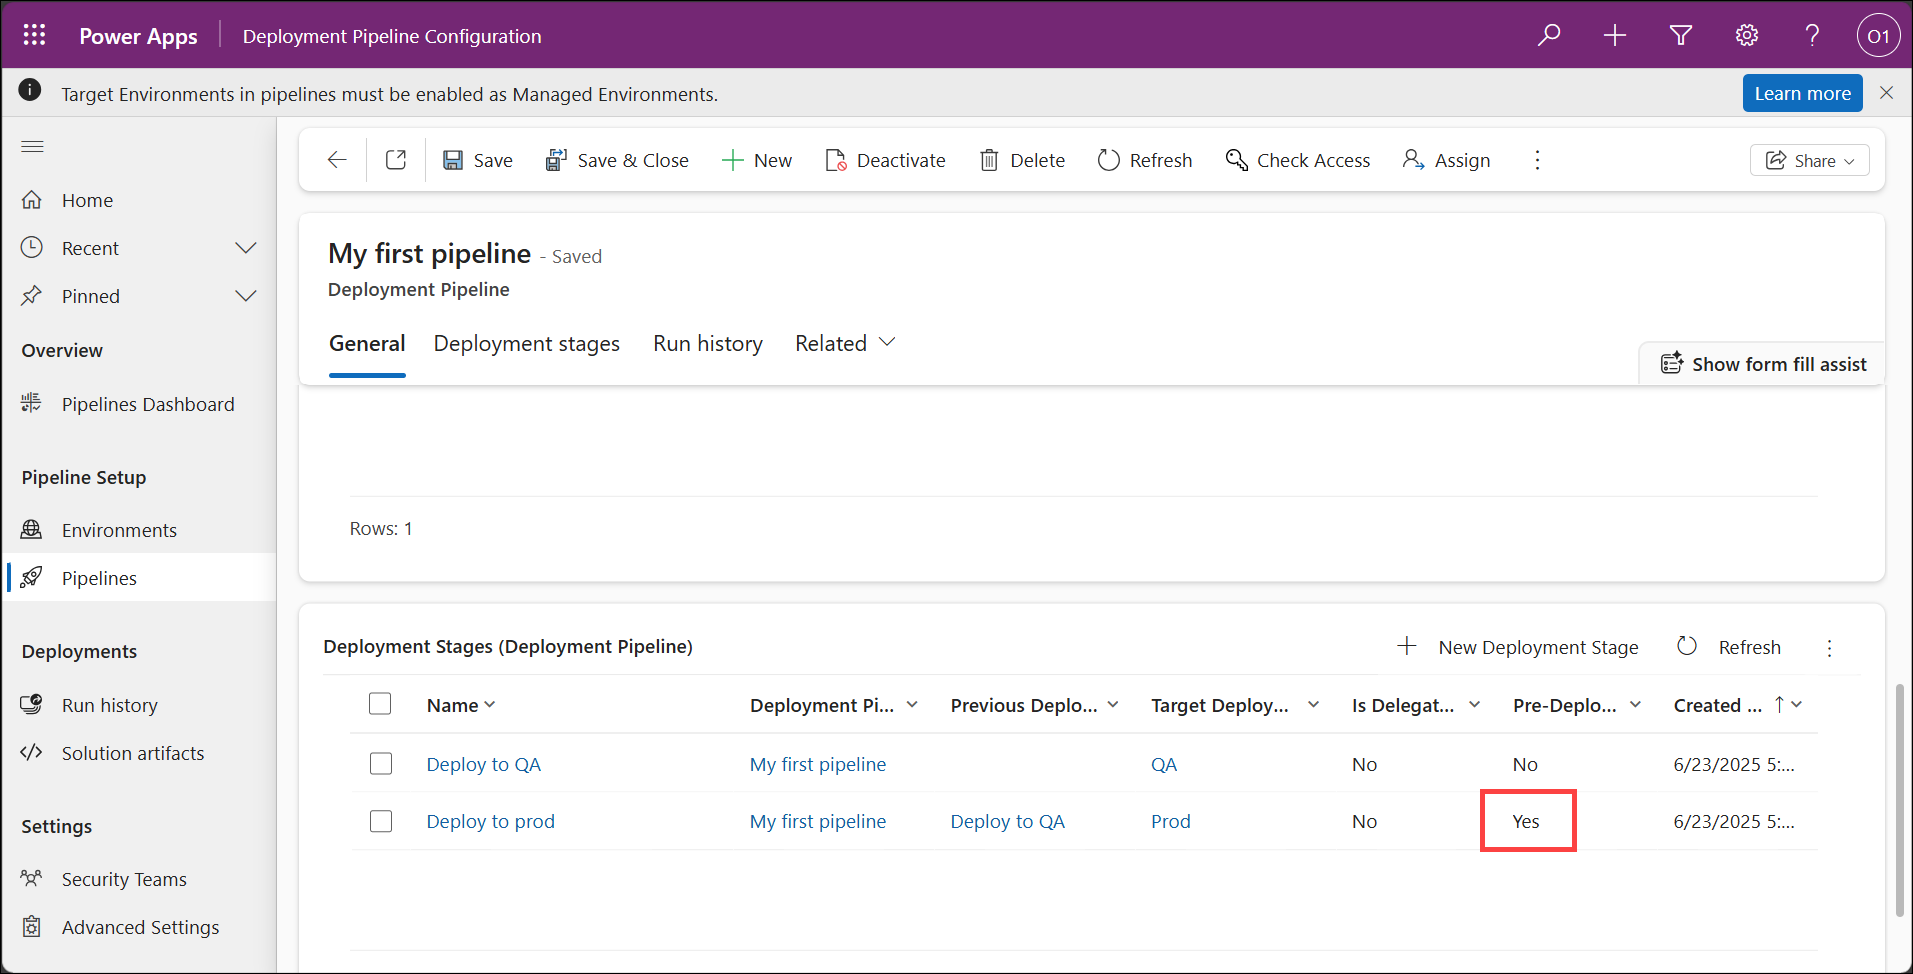 Power Apps
Deployment Pipeline Configuration
O1
Target Environments in pipelines must be enabled as Managed Environments.
Learn more
Home
Recent
Pinned
Overview
Pipelines Dashboard
Pipeline Setup
Environments
Pipelines
Deployments
Run history
Solution artifacts
Settings
Security Teams
Advanced Settings
Save
Save & Close
New
Deactivate
Delete
Refresh
Check Access
Assign
Share
My first pipeline - Saved
Deployment Pipeline
General
Deployment stages
Run history
Related
Show form fill assist
Rows: 1
Deployment Stages (Deployment Pipeline)
New Deployment Stage
Refresh
Name
Deployment Pi...
Previous Deplo...
Target Deploy...
Is Delegat...
Pre-Deplo...
Created ...
Deploy to QA
My first pipeline
QA
No
No
6/23/2025 5:...
Deploy to prod
My first pipeline
Deploy to QA
Prod
No
Yes
6/23/2025 5:...